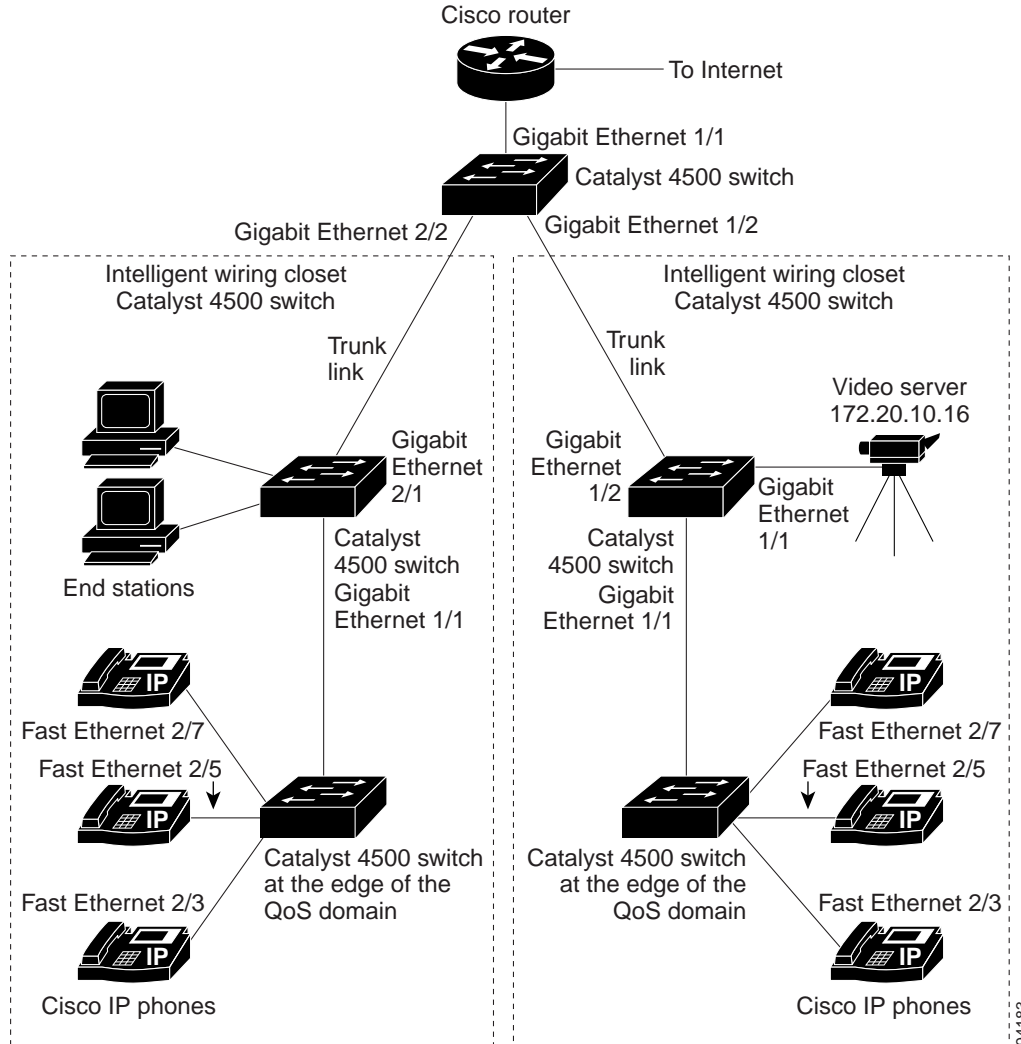 Cisco router
To Internet
Gigabit Ethernet 1/1
Catalyst 4500 switch
Gigabit Ethernet 2/2
Gigabit Ethernet 1/2
Intelligent wiring closet
Catalyst 4500 switch
Trunk
link
Gigabit
Ethernet
2/1
End stations
Catalyst
4500 switch
Gigabit
Ethernet 1/1
IP
Fast Ethernet 2/7
Fast Ethernet 2/5
IP
Fast Ethernet 2/3
IP
Cisco IP phones
Catalyst 4500 switch
at the edge of the
QoS domain
Intelligent wiring closet
Catalyst 4500 switch
Trunk
link
Video server
172.20.10.16
Gigabit
Ethernet
1/2
Gigabit
Ethernet
1/1
Catalyst
4500 switch
Gigabit
Ethernet 1/1
IP
Fast Ethernet 2/7
Fast Ethernet 2/5
IP
Catalyst 4500 switch
at the edge of the
QoS domain
Fast Ethernet 2/3
IP
Cisco IP phones